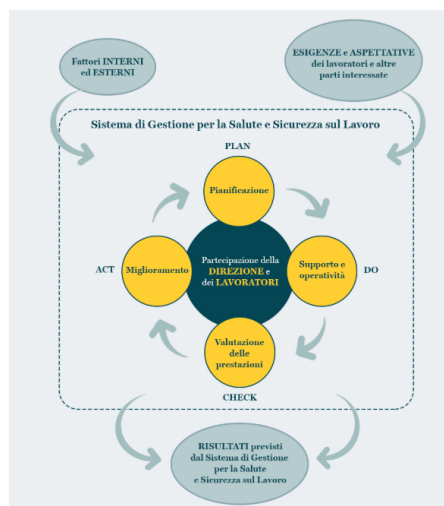 Fattori INTERNI
ed ESTERNI
ESIGENZE e ASPETTATIVE
dei lavoratori e altre
parti interessate
Sistema di Gestione per la Salute e Sicurezza sul Lavoro
PLAN
Pianificazione
ACT
Miglioramento
Partecipazione della
DIREZIONE e
dei LAVORATORI
Supporto e
operatività
DO
Valutazione
delle
prestazioni
CHECK
RISULTATI previsti
dal Sistema di Gestione
per la Salute
e Sicurezza sul Lavoro